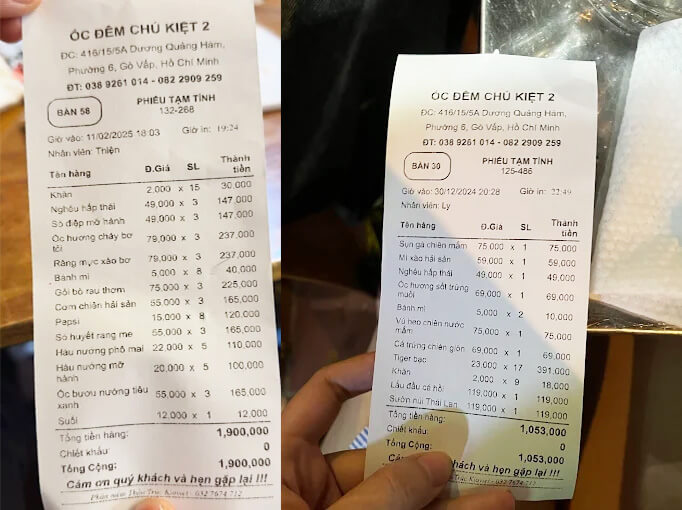 ỐC ĐÊM CHÚ KIỆT 2
ĐC: 416/15/5A Dương Quảng Hàm,
Phường 6, Gò Vấp, Hồ Chí Minh
ĐT: 038 9261 014 - 082 2909 259
BÀN 58
PHIẾU TẠM TÍNH
132-268
Giờ vào: 11/02/2025 18:03 Giờ in: 19:24
Nhân viên: Thiện
Tên hàng Đ.Giá SL Thành tiền
Khăn 2,000 x 15 30,000
Nghêu hấp thái 49,000 x 3 147,000
Sò điệp mỡ hành 49,000 x 3 147,000
Ốc hương cháy bơ tỏi 79,000 x 3 237,000
Răng mực xào bơ 79,000 x 3 237,000
Bánh mì 5,000 x 8 40,000
Gỏi bò rau thơm 75,000 x 3 225,000
Cơm chiên hải sản 55,000 x 3 165,000
Pepsi 15,000 x 8 120,000
Sò huyết rang me 55,000 x 3 165,000
Hàu nướng phô mai 22,000 x 5 110,000
Hàu nướng mỡ hành 20,000 x 5 100,000
Ốc bươu nướng tiêu xanh 55,000 x 3 165,000
Suối 12,000 x 1 12,000
Tổng tiền hàng: 1,900,000
Chiết khấu: 0
Tổng Cộng: 1,900,000
Cám ơn quý khách và hẹn gặp lại !!!
Phần mềm Thảo Trúc Kiotviet - 032 7674 712
ỐC ĐÊM CHÚ KIỆT 2
ĐC: 416/15/5A Dương Quảng Hàm,
Phường 6, Gò Vấp, Hồ Chí Minh
ĐT: 038 9261 014 - 082 2909 259
BÀN 30
PHIẾU TẠM TÍNH
125-486
Giờ vào: 30/12/2024 20:28 Giờ in: 22:49
Nhân viên: Ly
Tên hàng Đ.Giá SL Thành tiền
Sụn gà chiên mắm 75,000 x 1 75,000
Mì xào hải sản 59,000 x 1 59,000
Nghêu hấp thái 49,000 x 1 49,000
Ốc hương sốt trứng muối 69,000 x 1 69,000
Bánh mì 5,000 x 2 10,000
Vú heo chiên nước mắm 75,000 x 1 75,000
Cá trứng chiên giòn 69,000 x 1 69,000
Tiger bạc 23,000 x 17 391,000
Khăn 2,000 x 9 18,000
Lẩu đầu cá hồi 119,000 x 1 119,000
Sườn núi Thái Lan 119,000 x 1 119,000
Tổng tiền hàng: 1,053,000
Chiết khấu: 0
Tổng Cộng: 1,053,000
Cám ơn khách và hẹn gặp lại !!!
Trúc Kiotviet - 032 7674 712